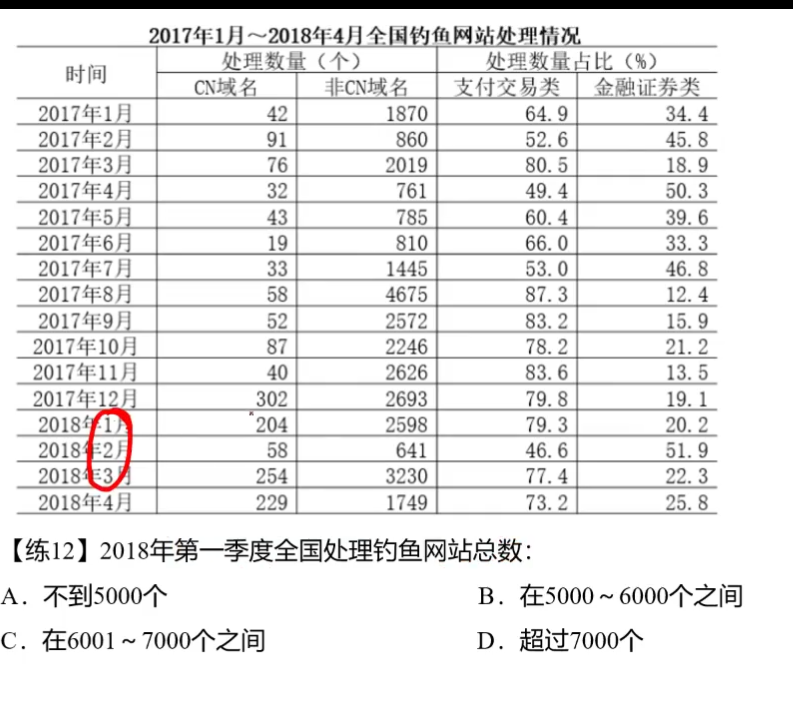 2017年1月～2018年4月全国钓鱼网站处理情况
时间 处理数量（个） 处理数量占比（%）
CN域名 非CN域名 支付交易类 金融证券类
2017年1月 42 1870 64.9 34.4
2017年2月 91 860 52.6 45.8
2017年3月 76 2019 80.5 18.9
2017年4月 32 761 49.4 50.3
2017年5月 43 785 60.4 39.6
2017年6月 19 810 66.0 33.3
2017年7月 33 1445 53.0 46.8
2017年8月 58 4675 87.3 12.4
2017年9月 52 2572 83.2 15.9
2017年10月 87 2246 78.2 21.2
2017年11月 40 2626 83.6 13.5
2017年12月 302 2693 79.8 19.1
2018年1月 204 2598 79.3 20.2
2018年2月 58 641 46.6 51.9
2018年3月 254 3230 77.4 22.3
2018年4月 229 1749 73.2 25.8
【练12】2018年第一季度全国处理钓鱼网站总数：
A．不到5000个 B．在5000～6000个之间
C．在6001～7000个之间 D．超过7000个